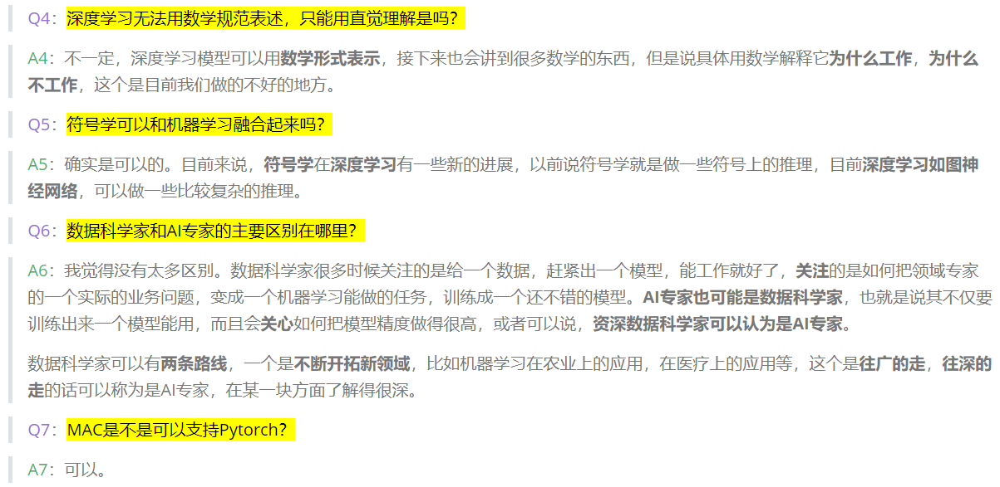 Q4：深度学习无法用数学规范表述，只能用直觉理解是吗？
A4：不一定，深度学习模型可以用数学形式表示，接下来也会讲到很多数学的东西，但是说具体用数学解释它为什么工作，为什么
不工作，这个是目前我们做的不好的地方。
Q5：符号学可以和机器学习融合起来吗？
A5：确实是可以的。目前来说，符号学在深度学习有一些新的进展，以前说符号学就是做一些符号上的推理，目前深度学习如图神
经网络，可以做一些比较复杂的推理。
Q6：数据科学家和AI专家的主要区别在哪里？
A6：我觉得没有太多区别。数据科学家很多时候关注的是给一个数据，赶紧出一个模型，能工作就好了，关注的是如何把领域专家
的一个实际的业务问题，变成一个机器学习能做的任务，训练成一个还不错的模型。AI专家也可能是数据科学家，也就是说其不仅要
训练出来一个模型能用，而且会关心如何把模型精度做得很高，或者可以说，资深数据科学家可以认为是AI专家。
数据科学家可以有两条路线，一个是不断开拓新领域，比如机器学习在农业上的应用，在医疗上的应用等，这个是往广的走，往深的
走的话可以称为是AI专家，在某一块方面了解得很深。
Q7：MAC是不是可以支持Pytorch？
A7：可以。